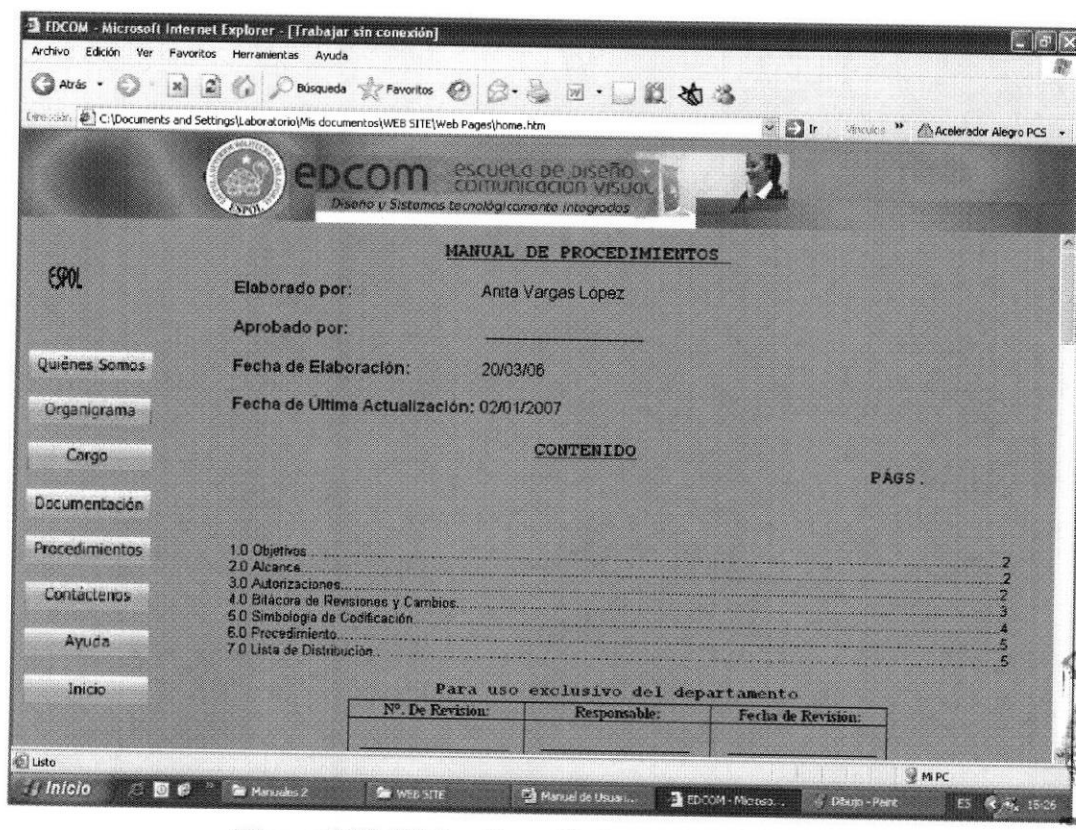 EDCOM - Microsoft Internet Explorer - [Trabajar sin conexión]
Archivo Edición Ver Favoritos Herramientas Ayuda
Atrás Búsqueda Favoritos
Dirección C:\Documents and Settings\Laboratorio\Mis documentos\WEB SITE\Web Pages\home.htm Ir Vínculos » Acelerador Alegro PCS
ESPOL
EDCOM escuela de diseño + comunicación visual
Diseño y Sistemas tecnológicamente integrados
ESPOL
Quiénes Somos
Organigrama
Cargo
Documentación
Procedimientos
Contáctenos
Ayuda
Inicio
MANUAL DE PROCEDIMIENTOS
Elaborado por: Anita Vargas López
Aprobado por:
Fecha de Elaboración: 20/03/06
Fecha de Última Actualización: 02/01/2007
CONTENIDO
PÁGS.
1.0 Objetivos 2
2.0 Alcance 2
3.0 Autorizaciones 2
4.0 Bitácora de Revisiones y Cambios 3
5.0 Simbología de Codificación 4
6.0 Procedimiento 5
7.0 Lista de Distribución 5
Para uso exclusivo del departamento
Nº. De Revisión: Responsable: Fecha de Revisión:
Listo Mi PC
Inicio » Manuales 2 WEB SITE Manual de Usuari... EDCOM - Microso... Dibujo - Paint ES 15:26